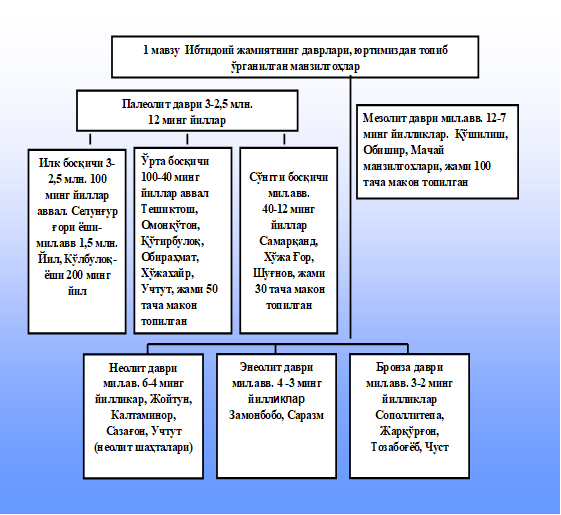 1 мавзу Ибтидоий жамиятнинг даврлари, юртимиздан топиб
ўрганилган манзилгоҳлар
Палеолит даври 3-2,5 млн.
12 минг йиллар
Мезолит даври мил.авв. 12-7
минг йилликлар. Қўшилиш,
Обишир, Мачай
манзилгохлари, жами 100
тача макон топилган
Илк босқичи 3-
2,5 млн. 100
минг йиллар
аввал. Селунғур
ғори ёши-
мил.авв 1,5 млн.
Йил, Кўлбулоқ-
ёши 200 минг
йил
Ўрта босқичи
100-40 минг
йиллар аввал
Тешиктош,
Омонқўтон,
Қўтирбулоқ,
Обираҳмат,
Хўжахайр,
Учтут, жами 50
тача макон
топилган
Сўнгги босқичи
мил.авв.
40-12 минг
йиллар
Самарқанд,
Хўжа Ғор,
Шуғнов, жами
30 тача макон
топилган
Неолит даври
мил.ав. 6-4 минг
йилликар, Жойтун,
Калтаминор,
Сазағон, Учтут
(неолит шахталари)
Энеолит даври
мил.авв. 4 -3 минг
йилликлар
Замонбобо, Саразм
Бронза даври
мил.авв. 3-2 минг
йилликлар
Сополлитепа,
Жарқўрғон,
Тозабоғёб, Чуст